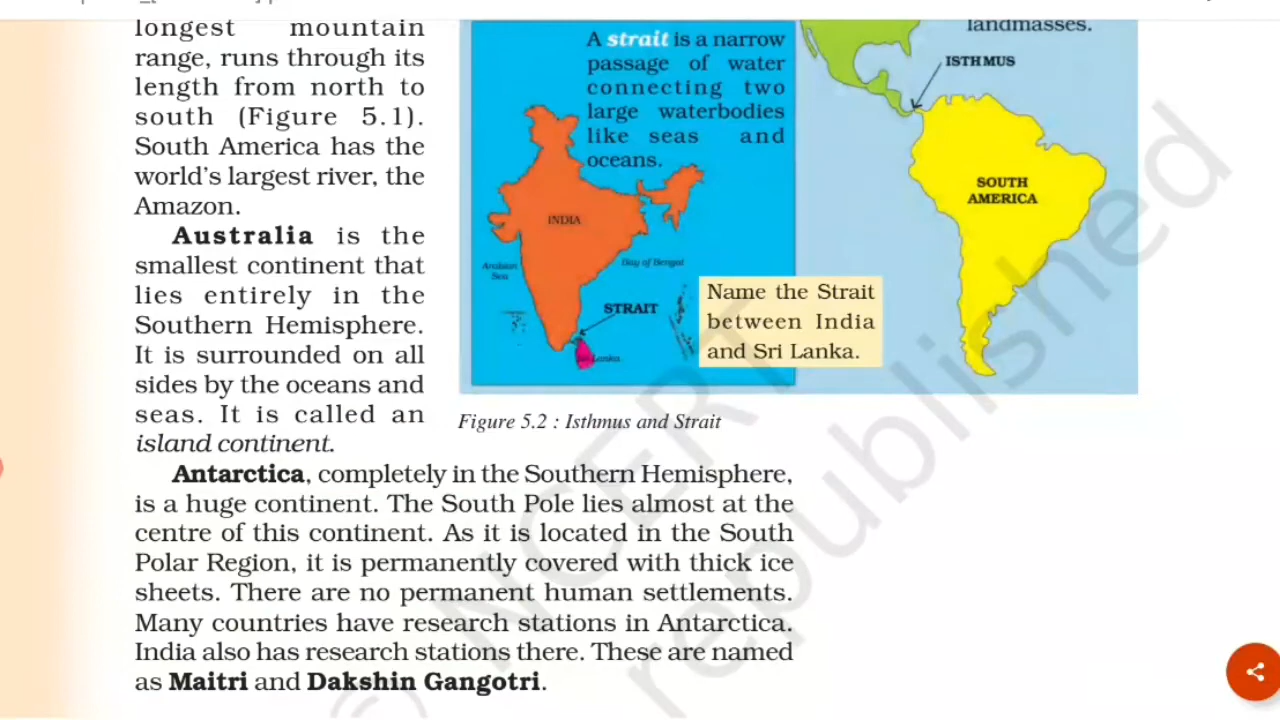 longest mountain
range, runs through its
length from north to
south (Figure 5.1).
South America has the
world's largest river, the
Amazon.
Australia is the
smallest continent that
lies entirely in the
Southern Hemisphere.
It is surrounded on all
sides by the oceans and
seas. It is called an
island continent.
A strait is a narrow
passage of water
connecting two
large waterbodies
like seas and
oceans.
INDIA
Arabian
Sea
Bay of Bengal
STRAIT
Sri Lanka
Name the Strait
between India
and Sri Lanka.
landmasses.
ISTHMUS
SOUTH
AMERICA
Figure 5.2 : Isthmus and Strait
Antarctica, completely in the Southern Hemisphere,
is a huge continent. The South Pole lies almost at the
centre of this continent. As it is located in the South
Polar Region, it is permanently covered with thick ice
sheets. There are no permanent human settlements.
Many countries have research stations in Antarctica.
India also has research stations there. These are named
as Maitri and Dakshin Gangotri.
© NCERT
republished